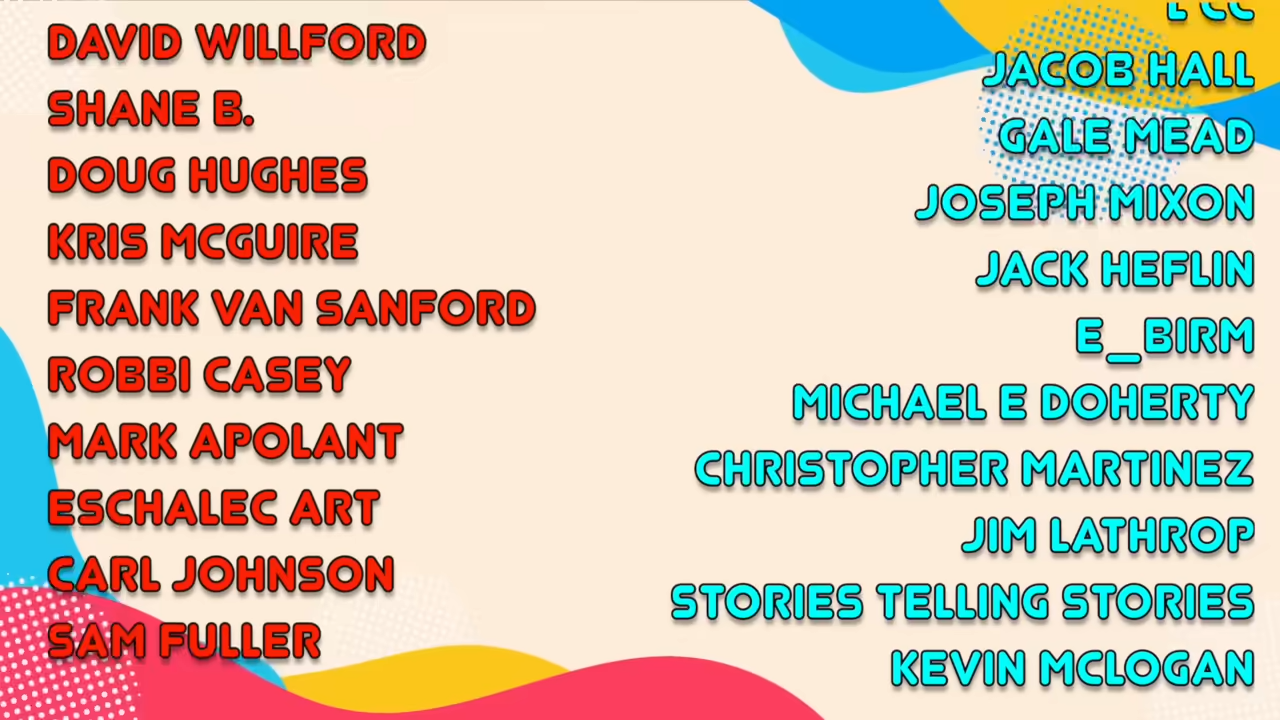 DAVID WILLFORD
SHANE B.
DOUG HUGHES
KRIS MCGUIRE
FRANK VAN SANFORD
ROBBI CASEY
MARK APOLANT
ESCHALEC ART
CARL JOHNSON
SAM FULLER
JACOB HALL
GALE MEAD
JOSEPH MIXON
JACK HEFLIN
E_BIRM
MICHAEL E DOHERTY
CHRISTOPHER MARTINEZ
JIM LATHROP
STORIES TELLING STORIES
KEVIN MCLOGAN